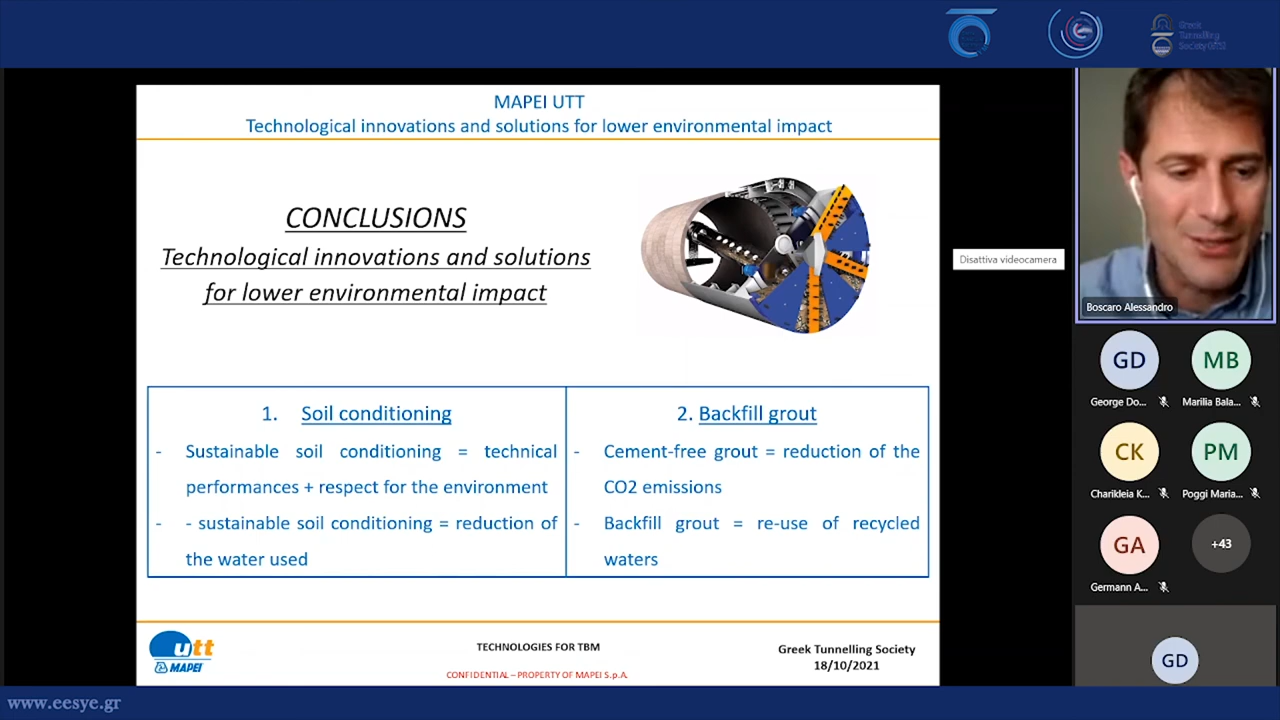 Greek
Tunnelling
Society GTS
MAPEI UTT
Technological innovations and solutions for lower environmental impact
CONCLUSIONS
Technological innovations and solutions
for lower environmental impact
1. Soil conditioning
- Sustainable soil conditioning = technical
performances + respect for the environment
- - sustainable soil conditioning = reduction of
the water used
2. Backfill grout
- Cement-free grout = reduction of the
CO2 emissions
- Backfill grout = re-use of recycled
waters
utt
MAPEI
TECHNOLOGIES FOR TBM
CONFIDENTIAL – PROPERTY OF MAPEI S.p.A.
Greek Tunnelling Society
18/10/2021
Disattiva videocamera
Boscaro Alessandro
GD
George Do...
MB
Marilia Bala...
CK
Charikleia K...
PM
Poggi Maria...
GA
Germann A...
+43
GD
www.eesye.gr